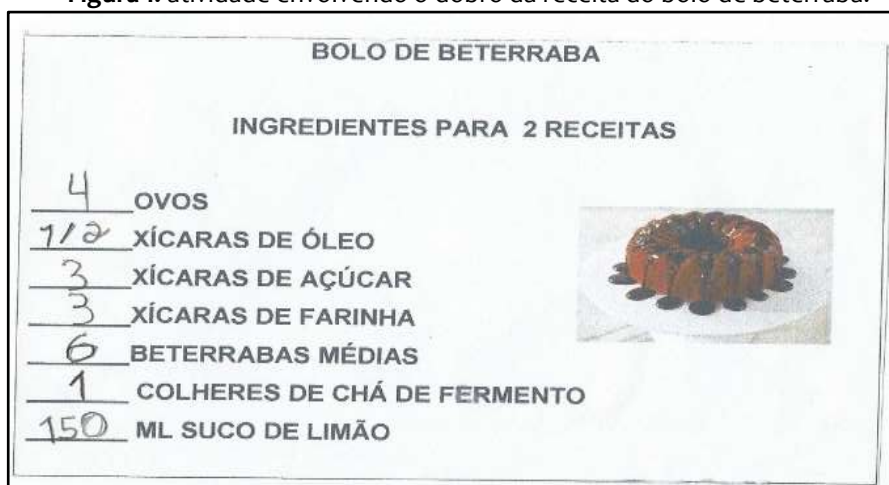 Figura 1. atividade envolvendo o dobro da receita do bolo de beterraba.
BOLO DE BETERRABA
INGREDIENTES PARA 2 RECEITAS
4 OVOS
1/2 XÍCARAS DE ÓLEO
3 XÍCARAS DE AÇÚCAR
3 XÍCARAS DE FARINHA
6 BETERRABAS MÉDIAS
1 COLHERES DE CHÁ DE FERMENTO
150 ML SUCO DE LIMÃO